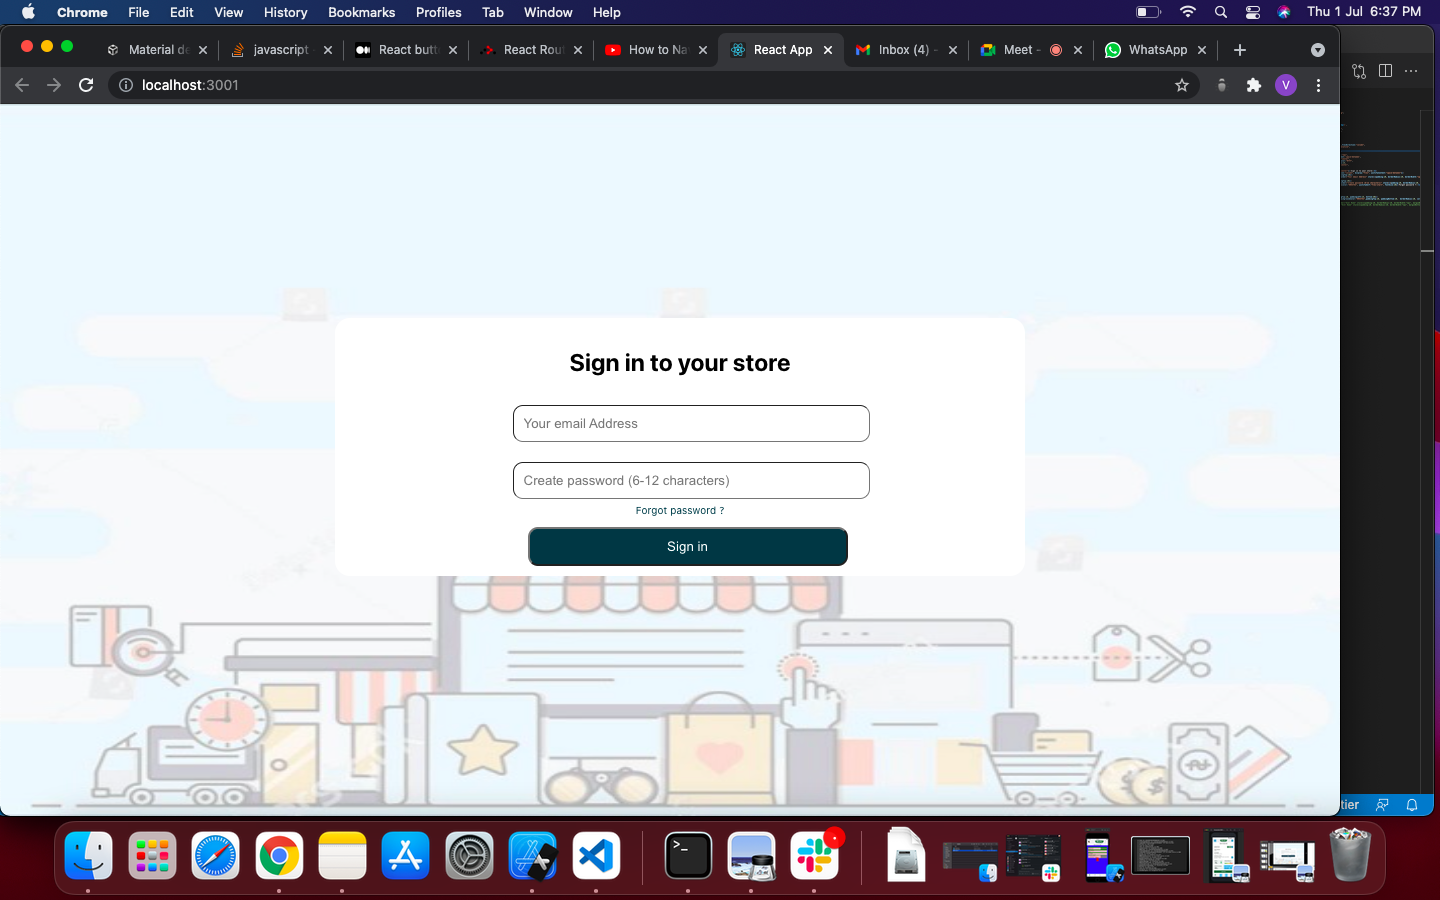 Chrome File Edit View History Bookmarks Profiles Tab Window Help Thu 1 Jul 6:37 PM
Material de javascript - React butt React Rout How to Na React App Inbox (4) - Meet - WhatsApp
localhost:3001 V
Sign in to your store
Your email Address
Create password (6-12 characters)
Forgot password ?
Sign in
tier